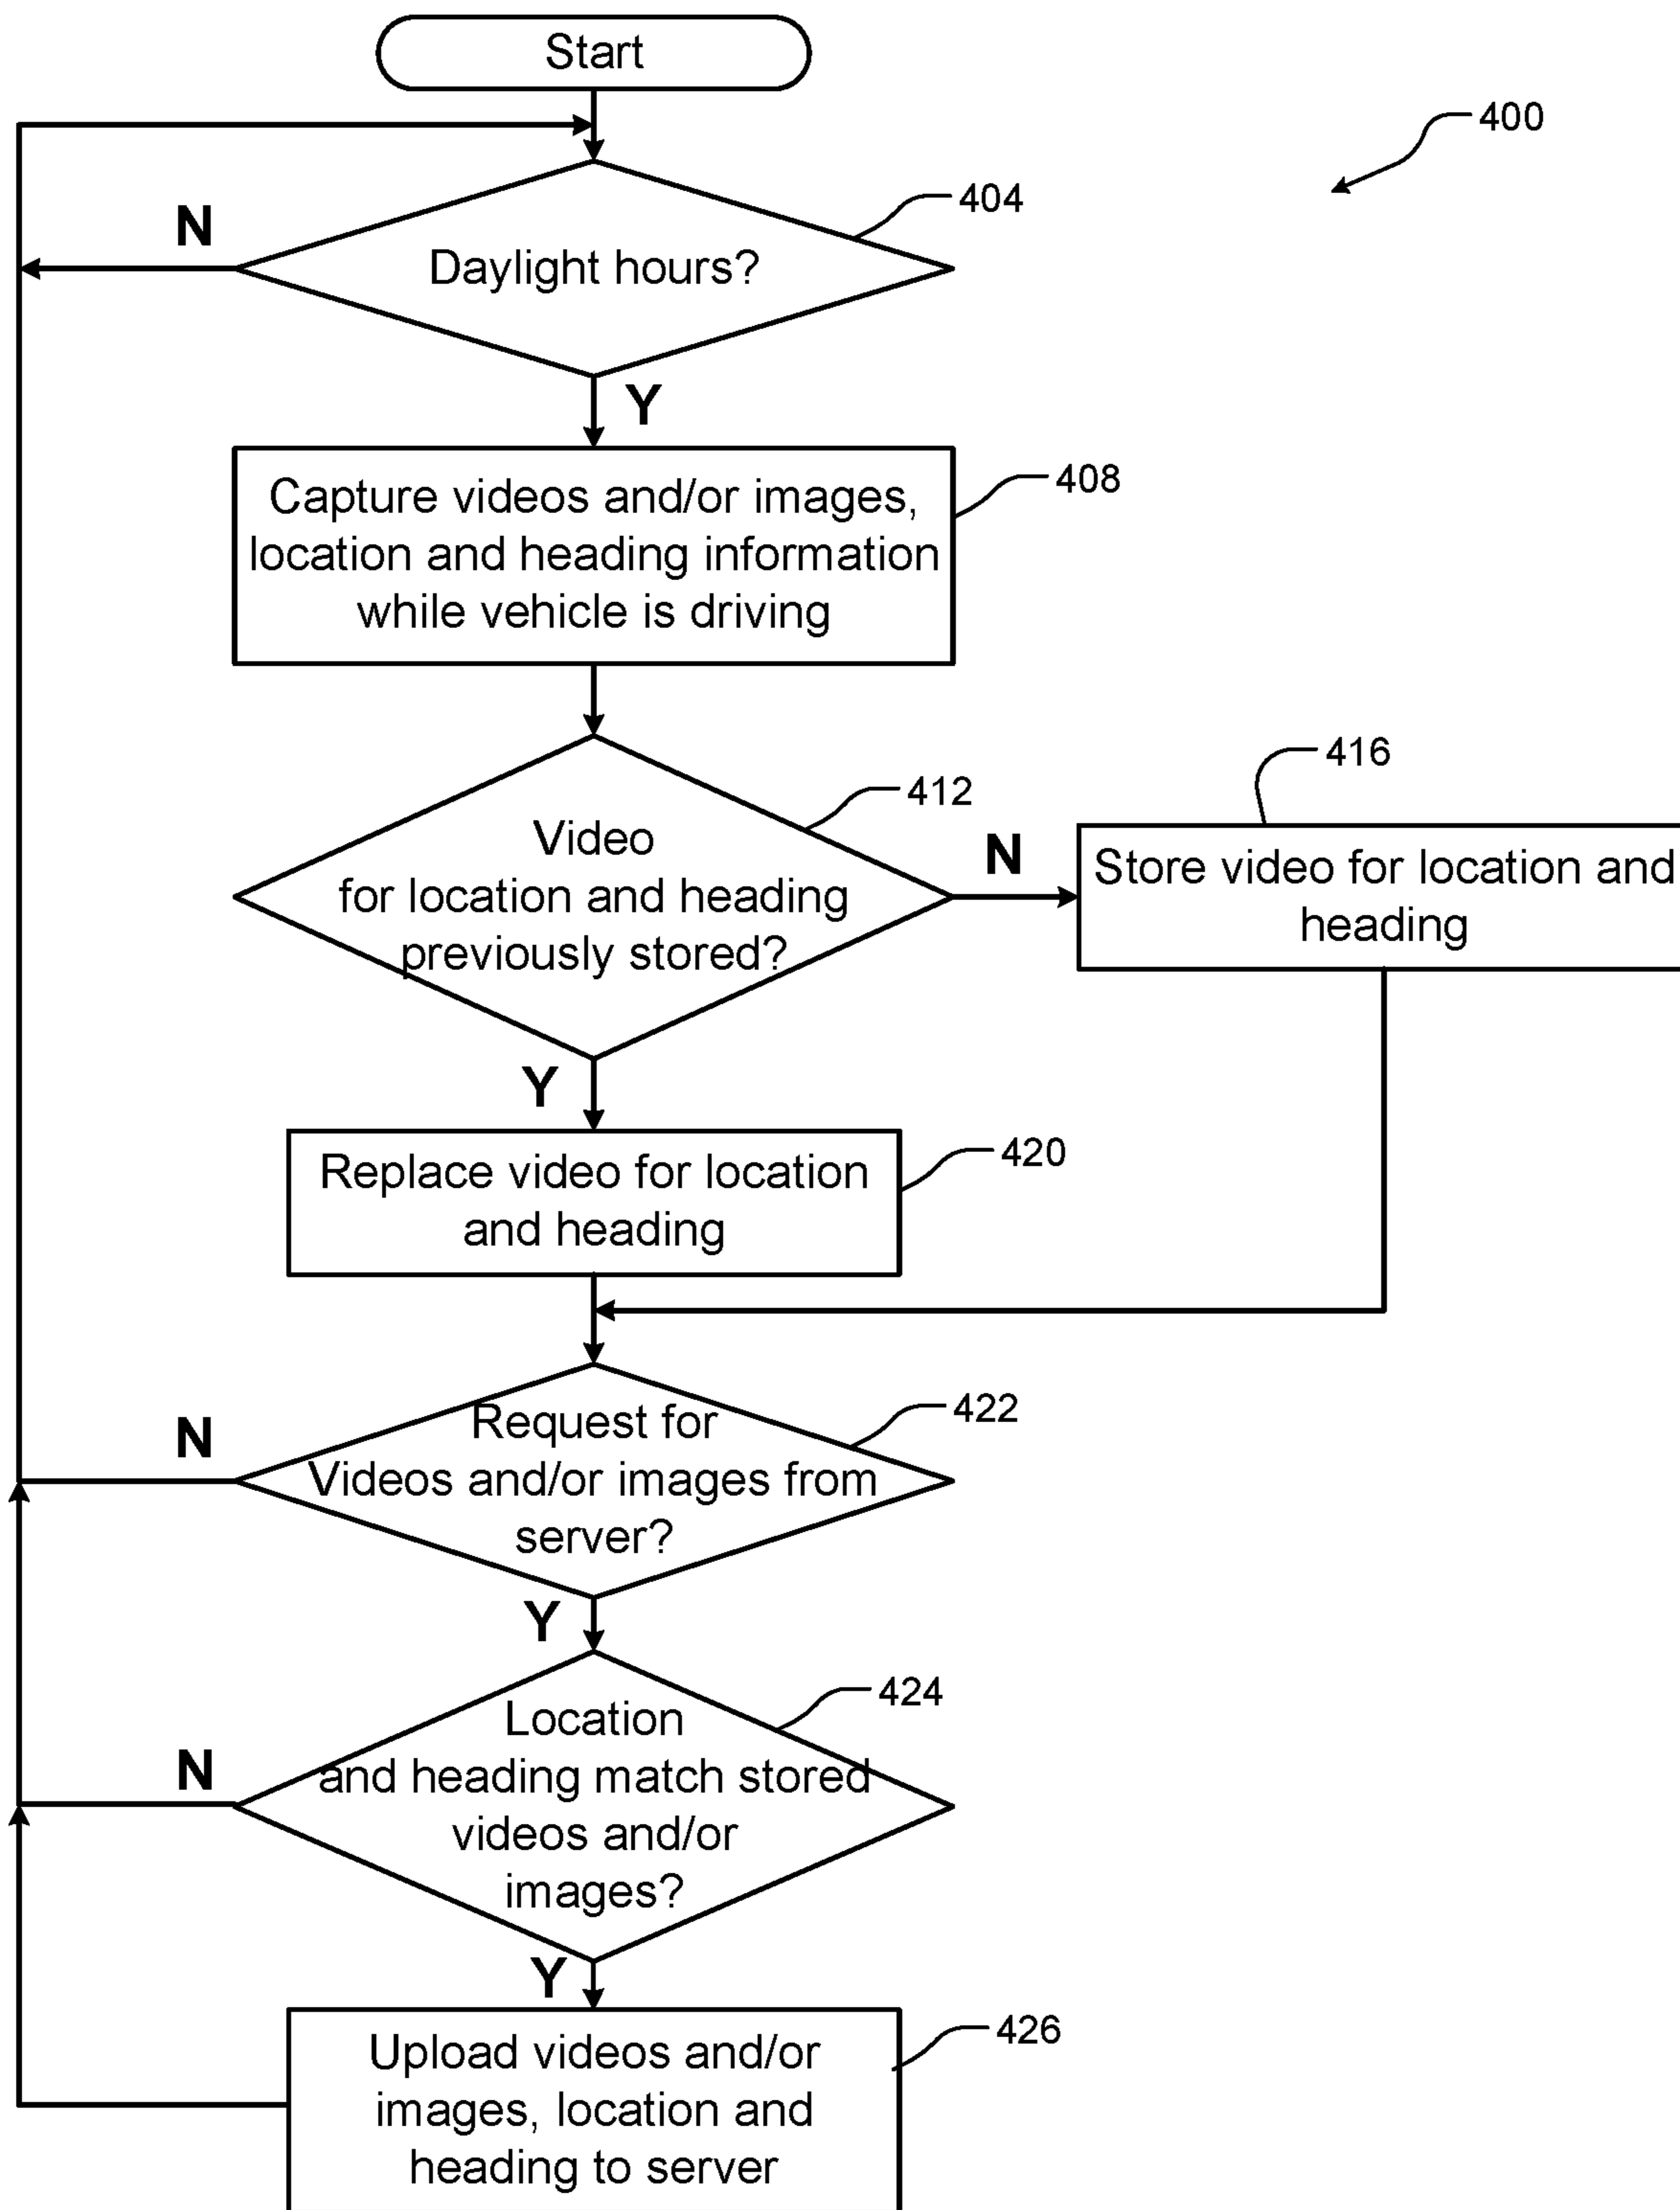 Start
400
404
N
Daylight hours?
Y
408
Capture videos and/or images,
location and heading information
while vehicle is driving
416
412
Video
for location and heading
previously stored?
N
Store video for location and
heading
Y
420
Replace video for location
and heading
422
N
Request for
Videos and/or images from
server?
Y
424
N
Location
and heading match stored
videos and/or
images?
Y
426
Upload videos and/or
images, location and
heading to server